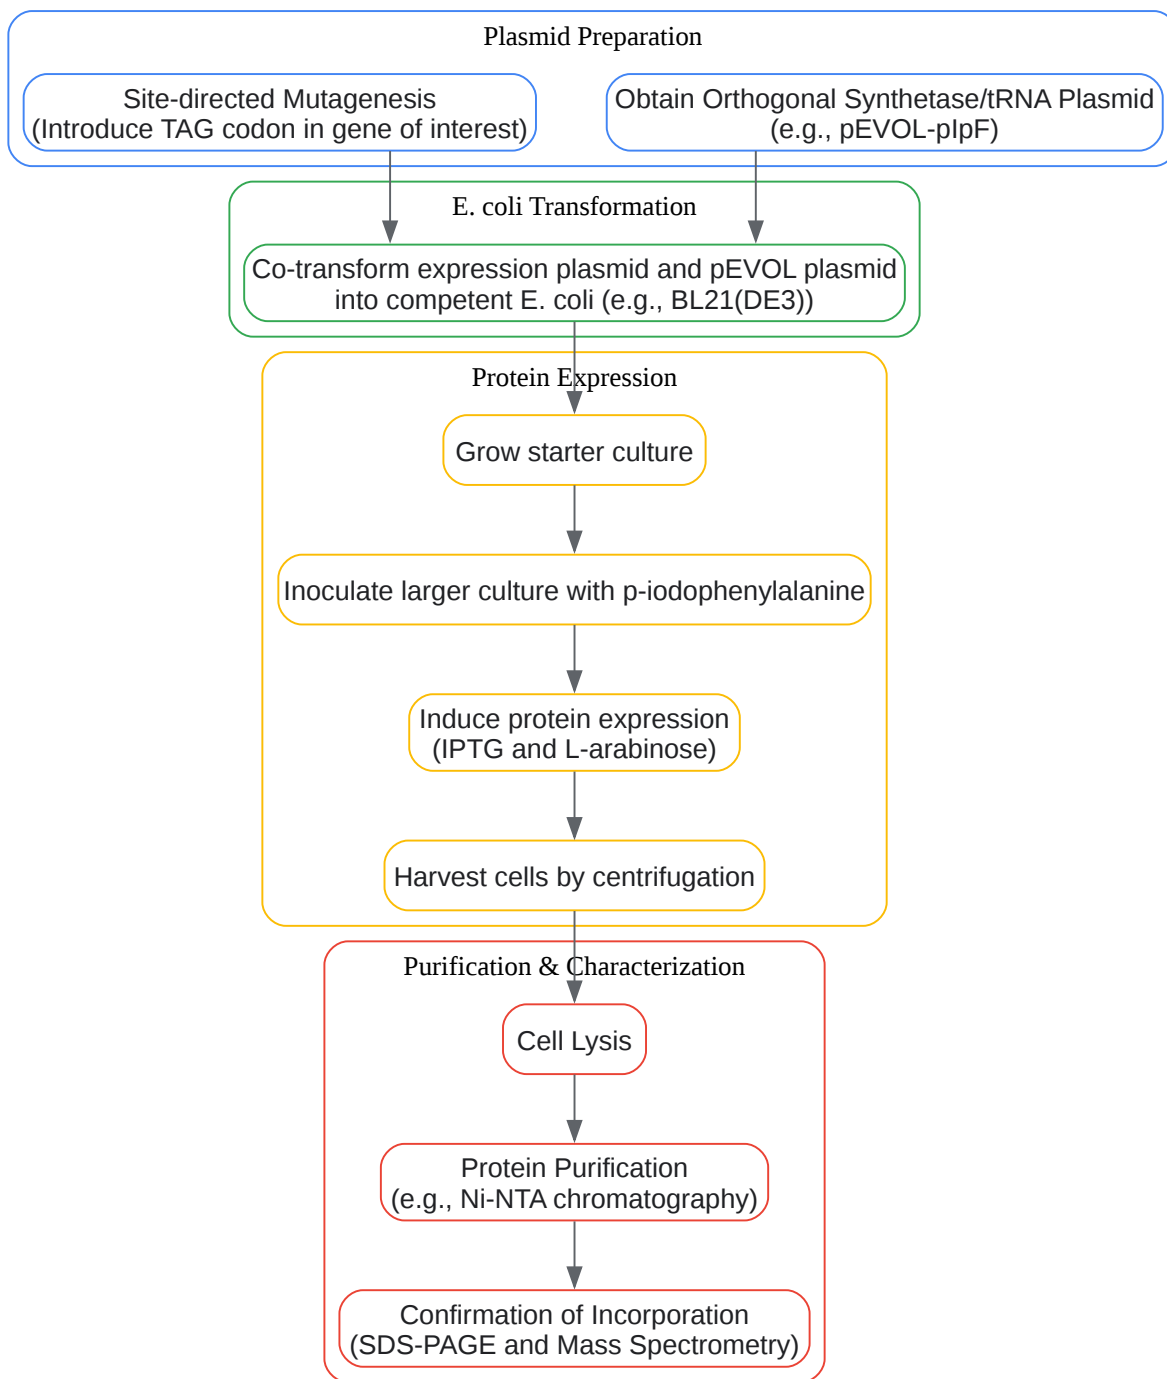 Plasmid Preparation
Site-directed Mutagenesis
(Introduce TAG codon in gene of interest)
Obtain Orthogonal Synthetase/tRNA Plasmid
(e.g., pEVOL-pIpF)
E. coli Transformation
Co-transform expression plasmid and pEVOL plasmid
into competent E. coli (e.g., BL21(DE3))
Protein Expression
Grow starter culture
Inoculate larger culture with p-iodophenylalanine
Induce protein expression
(IPTG and L-arabinose)
Harvest cells by centrifugation
Purification & Characterization
Cell Lysis
Protein Purification
(e.g., Ni-NTA chromatography)
Confirmation of Incorporation
(SDS-PAGE and Mass Spectrometry)